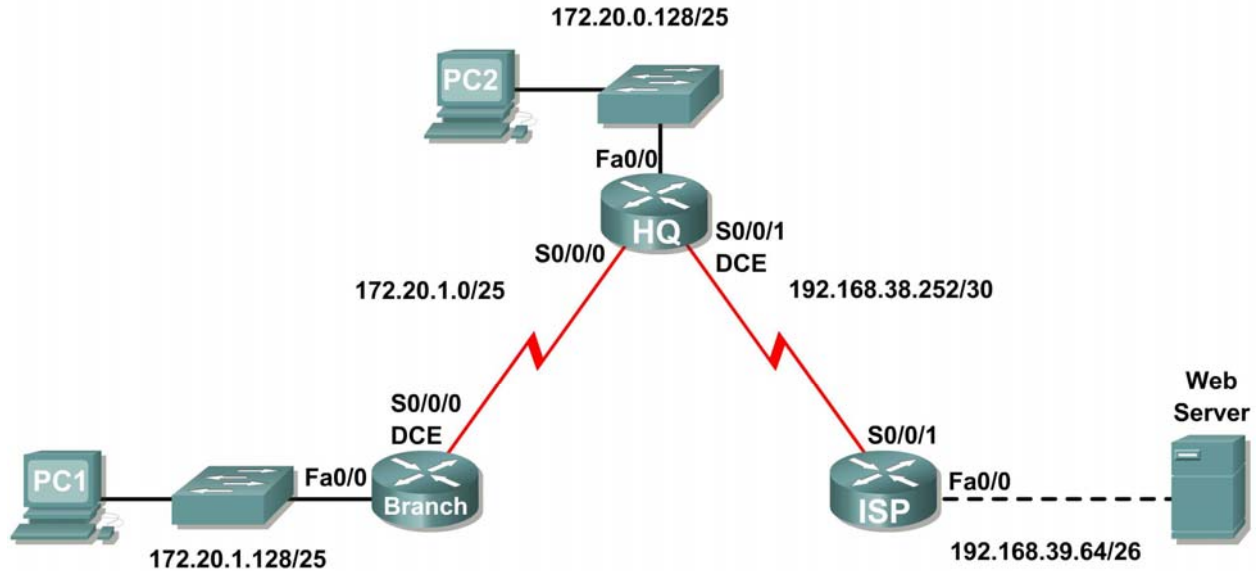 172.20.0.128/25
PC2
Fa0/0
HQ
S0/0/0
S0/0/1
DCE
172.20.1.0/25
192.168.38.252/30
S0/0/0
DCE
PC1
Fa0/0
Branch
172.20.1.128/25
S0/0/1
ISP
Fa0/0
192.168.39.64/26
Web
Server